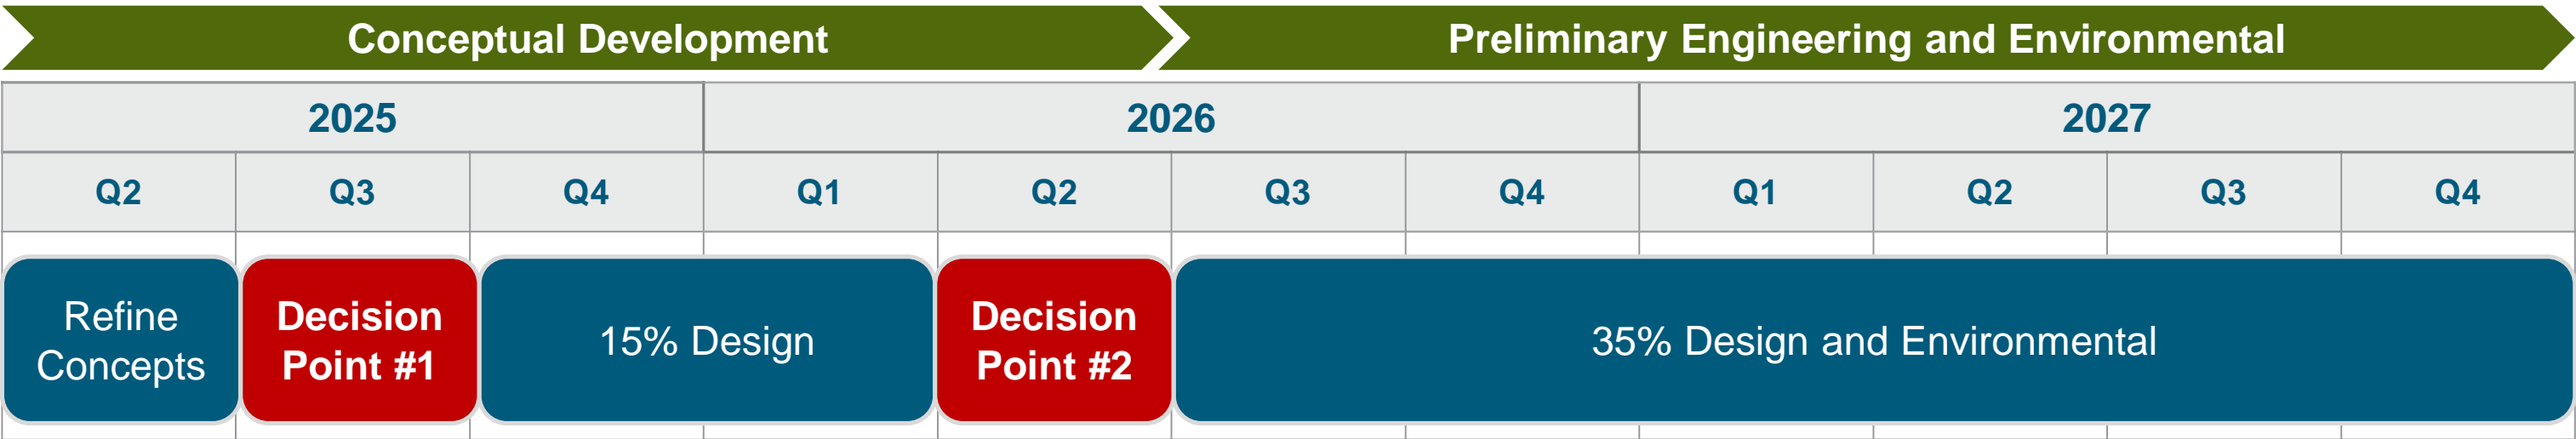 Conceptual Development
Preliminary Engineering and Environmental
2025
2026
2027
Q2
Q3
Q4
Q1
Q2
Q3
Q4
Q1
Q2
Q3
Q4
Refine
Concepts
Decision
Point #1
15% Design
Decision
Point #2
35% Design and Environmental